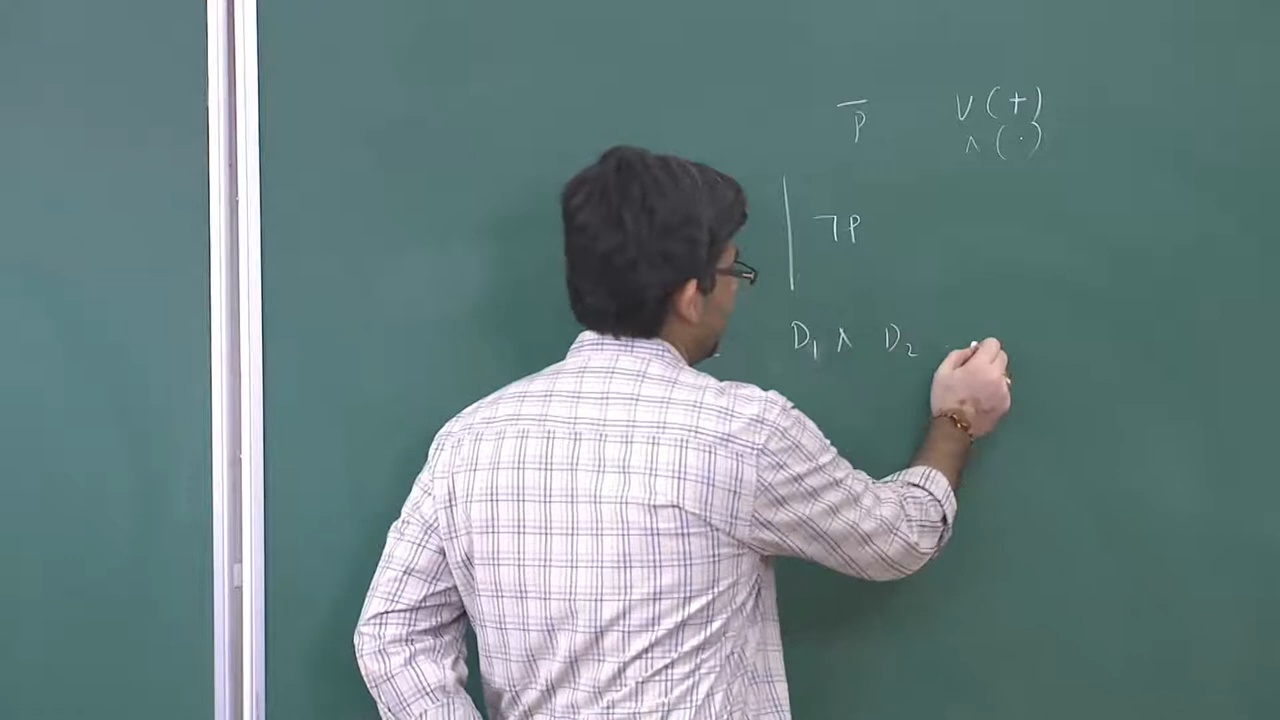 p̅ ∨ (+)
∧ (·)
¬p
D₁ ∧ D₂